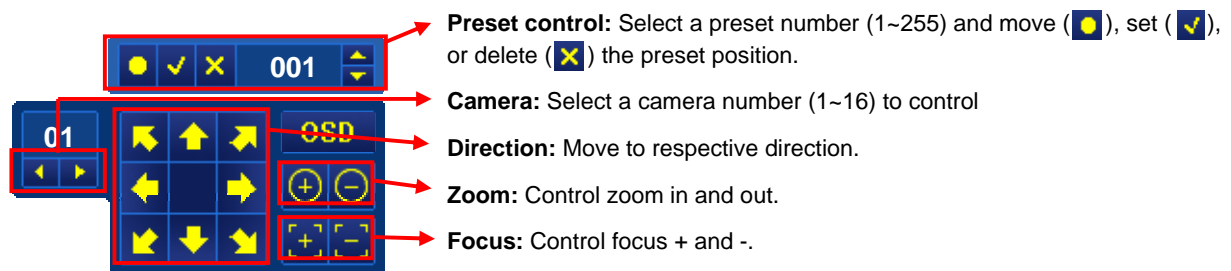 Preset control: Select a preset number (1~255) and move ( ), set ( ),
or delete ( ) the preset position.
001
Camera: Select a camera number (1~16) to control
01
OSD
Direction: Move to respective direction.
Zoom: Control zoom in and out.
Focus: Control focus + and -.